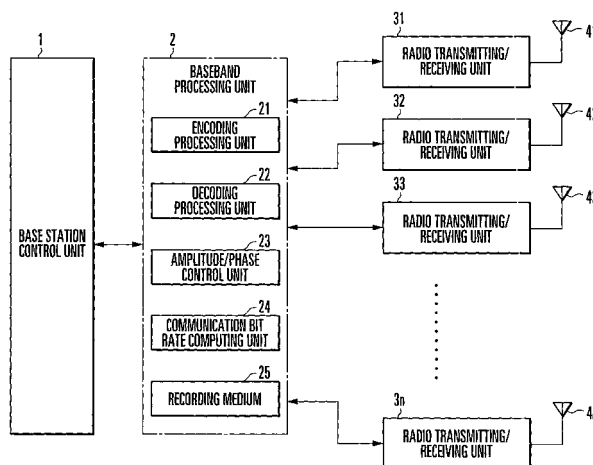 1
2
BASEBAND
PROCESSING UNIT
21
ENCODING
PROCESSING UNIT
22
DECODING
PROCESSING UNIT
23
AMPLITUDE/PHASE
CONTROL UNIT
24
COMMUNICATION BIT
RATE COMPUTING UNIT
25
RECORDING MEDIUM
BASE STATION
CONTROL UNIT
31
RADIO TRANSMITTING/
RECEIVING UNIT
32
RADIO TRANSMITTING/
RECEIVING UNIT
33
RADIO TRANSMITTING/
RECEIVING UNIT
3n
RADIO TRANSMITTING/
RECEIVING UNIT